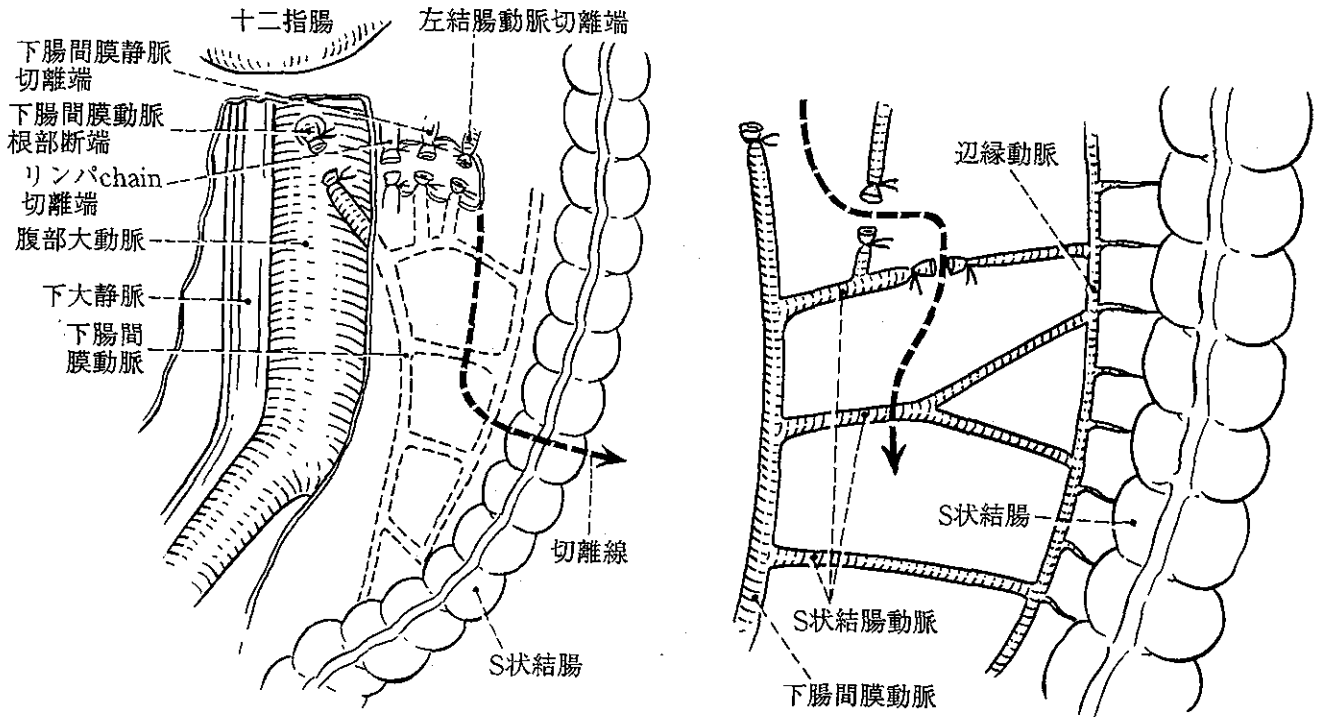 十二指腸
左結腸動脈切離端
下腸間膜静脈
切離端
下腸間膜動脈
根部断端
リンパchain
切離端
腹部大動脈
下大静脈
下腸間
膜動脈
切離線
S状結腸
辺縁動脈
S状結腸
S状結腸動脈
下腸間膜動脈